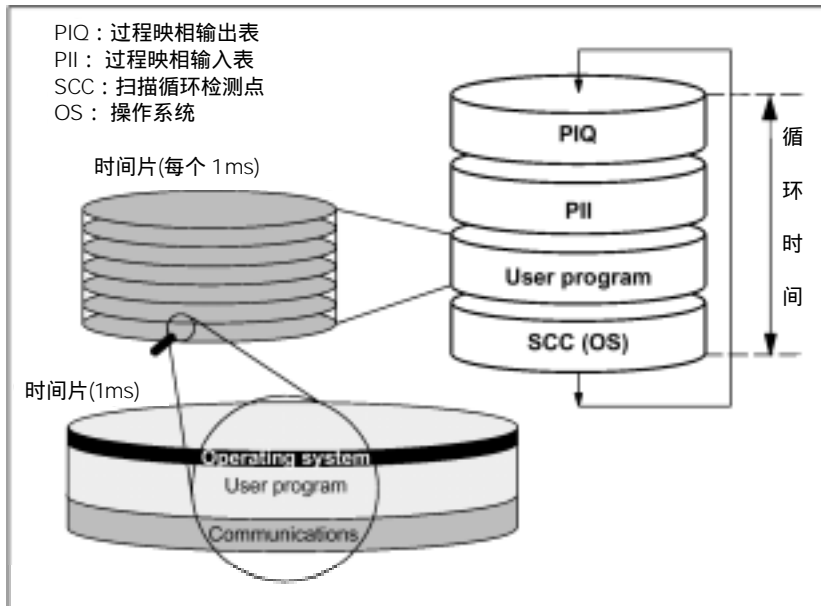 PIQ：过程映相输出表
PII： 过程映相输入表
SCC：扫描循环检测点
OS： 操作系统
时间片(每个 1ms)
PIQ
PII
User program
SCC (OS)
循
环
时
间
时间片(1ms)
Operating system
User program
Communications